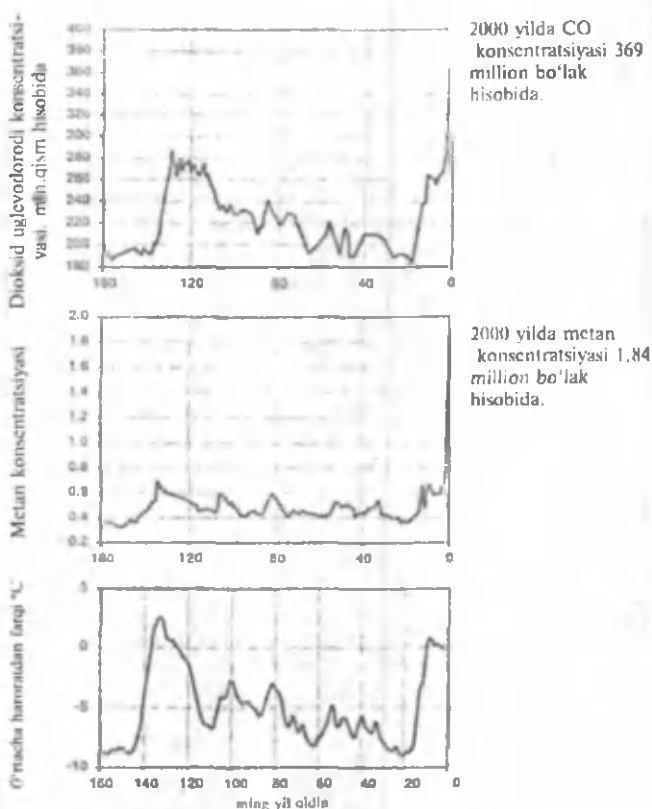 Dioksid uglevodorodi konsentratsi-
vasi, mln.qism hisobida
400
380
360
340
320
300
280
260
240
220
200
180
160 120 80 40 0
2000 yilda CO
konsentratsiyasi 369
million bo‘lak
hisobida.
Metan konsentratsiyasi
2.0
1.8
1.6
1.4
1.2
1.0
0.8
0.4
0.2
160 120 80 40 0
2000 yilda metan
konsentratsiyasi 1,84
million bo‘lak
hisobida.
O‘rtacha haroratdan farqi °C
5
0
-5
-10
160 140 120 100 80 60 40 20 0
ming yil oldin